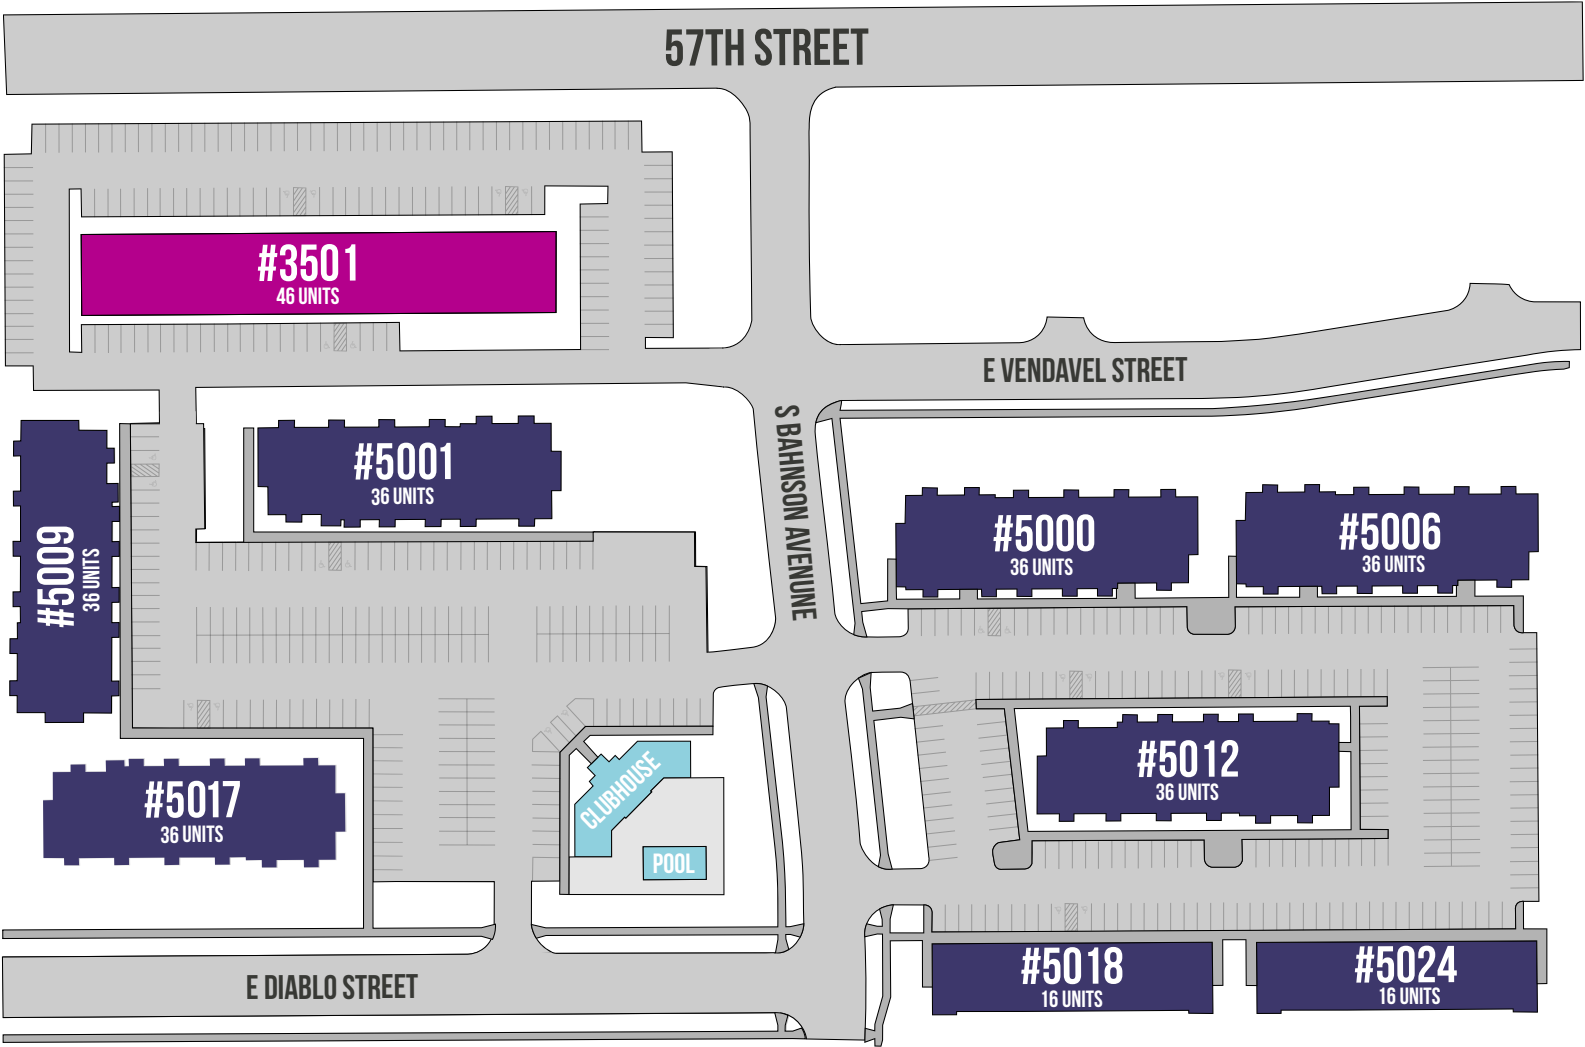 57TH STREET
#3501
46 UNITS
E VENDAVEL STREET
S BAHNSON AVENUNE
#5001
36 UNITS
#5009
36 UNITS
#5000
36 UNITS
#5006
36 UNITS
#5012
36 UNITS
#5017
36 UNITS
CLUBHOUSE
POOL
#5018
16 UNITS
#5024
16 UNITS
E DIABLO STREET